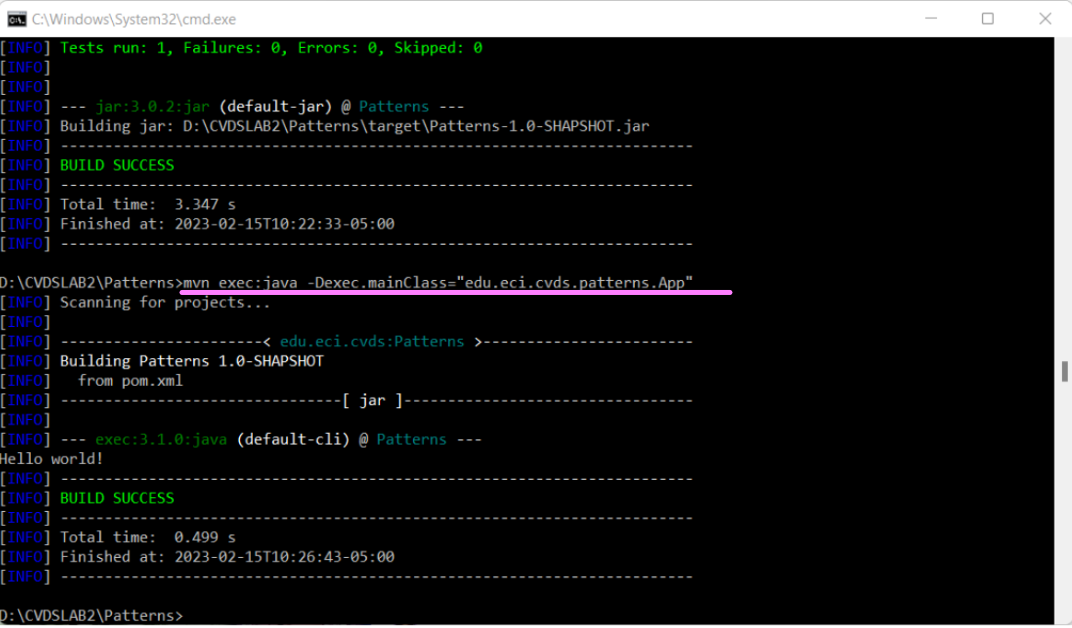 C:\Windows\System32\cmd.exe
[INFO] Tests run: 1, Failures: 0, Errors: 0, Skipped: 0
[INFO]
[INFO]
[INFO] --- jar:3.0.2:jar (default-jar) @ Patterns ---
[INFO] Building jar: D:\CVDSLAB2\Patterns\target\Patterns-1.0-SHAPSHOT.jar
[INFO] ------------------------------------------------------------------------
[INFO] BUILD SUCCESS
[INFO] ------------------------------------------------------------------------
[INFO] Total time:  3.347 s
[INFO] Finished at: 2023-02-15T10:22:33-05:00
[INFO] ------------------------------------------------------------------------
D:\CVDSLAB2\Patterns>mvn exec:java -Dexec.mainClass="edu.eci.cvds.patterns.App"
[INFO] Scanning for projects...
[INFO]
[INFO] -----------------------< edu.eci.cvds:Patterns >------------------------
[INFO] Building Patterns 1.0-SHAPSHOT
[INFO]   from pom.xml
[INFO] --------------------------------[ jar ]---------------------------------
[INFO]
[INFO] --- exec:3.1.0:java (default-cli) @ Patterns ---
Hello world!
[INFO] ------------------------------------------------------------------------
[INFO] BUILD SUCCESS
[INFO] ------------------------------------------------------------------------
[INFO] Total time:  0.499 s
[INFO] Finished at: 2023-02-15T10:26:43-05:00
[INFO] ------------------------------------------------------------------------
D:\CVDSLAB2\Patterns>